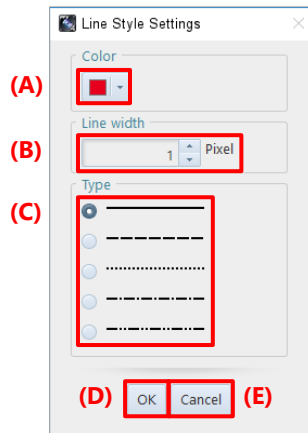 Line Style Settings
Color
(A)
Line width
(B)
1 Pixel
Type
(C)
(D) OK Cancel (E)